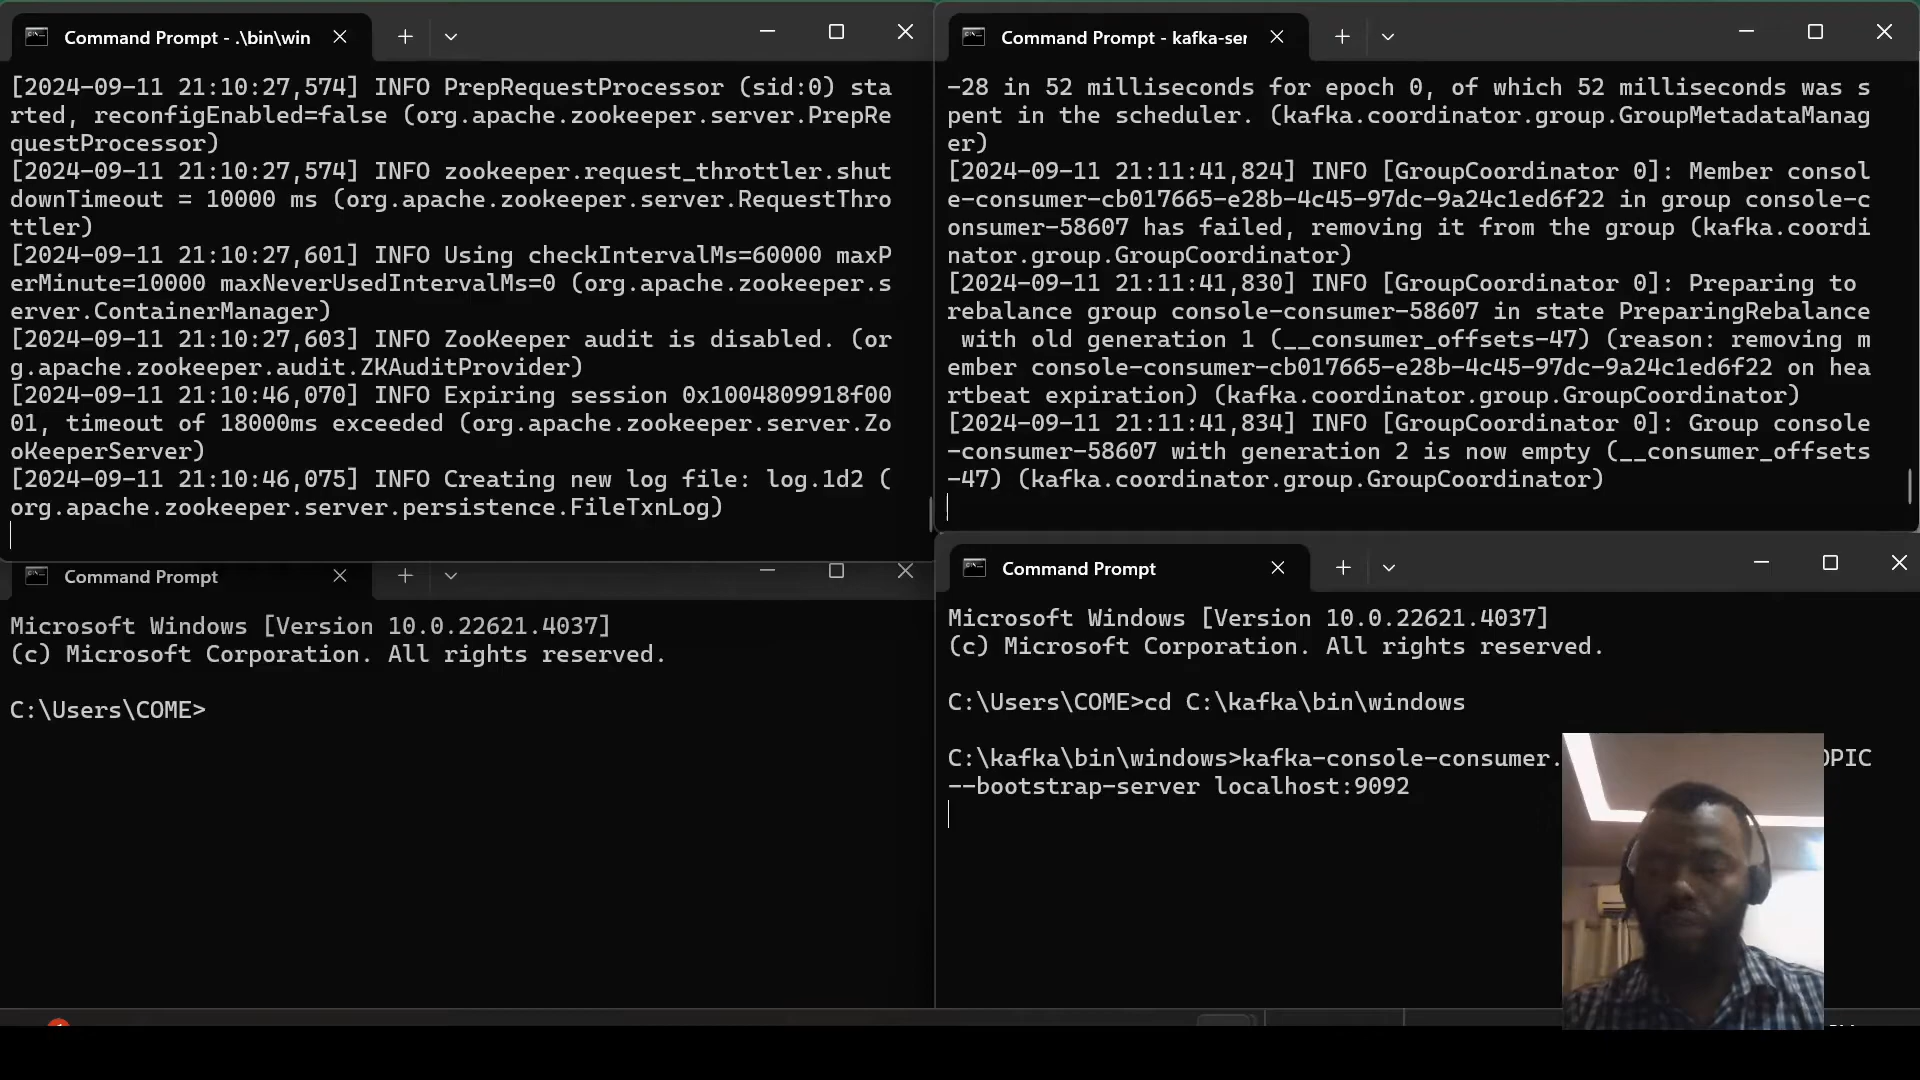 Command Prompt - .\bin\win
[2024-09-11 21:10:27,574] INFO PrepRequestProcessor (sid:0) sta
rted, reconfigEnabled=false (org.apache.zookeeper.server.PrepRe
questProcessor)
[2024-09-11 21:10:27,574] INFO zookeeper.request_throttler.shut
downTimeout = 10000 ms (org.apache.zookeeper.server.RequestThro
ttler)
[2024-09-11 21:10:27,601] INFO Using checkIntervalMs=60000 maxP
erMinute=10000 maxNeverUsedIntervalMs=0 (org.apache.zookeeper.s
erver.ContainerManager)
[2024-09-11 21:10:27,603] INFO ZooKeeper audit is disabled. (or
g.apache.zookeeper.audit.ZKAuditProvider)
[2024-09-11 21:10:46,070] INFO Expiring session 0x1004809918f00
01, timeout of 18000ms exceeded (org.apache.zookeeper.server.Zo
oKeeperServer)
[2024-09-11 21:10:46,075] INFO Creating new log file: log.1d2 (
org.apache.zookeeper.server.persistence.FileTxnLog)
Command Prompt - kafka-ser
-28 in 52 milliseconds for epoch 0, of which 52 milliseconds was s
pent in the scheduler. (kafka.coordinator.group.GroupMetadataManag
er)
[2024-09-11 21:11:41,824] INFO [GroupCoordinator 0]: Member consol
e-consumer-cb017665-e28b-4c45-97dc-9a24c1ed6f22 in group console-c
onsumer-58607 has failed, removing it from the group (kafka.coordi
nator.group.GroupCoordinator)
[2024-09-11 21:11:41,830] INFO [GroupCoordinator 0]: Preparing to
rebalance group console-consumer-58607 in state PreparingRebalance
 with old generation 1 (__consumer_offsets-47) (reason: removing m
ember console-consumer-cb017665-e28b-4c45-97dc-9a24c1ed6f22 on hea
rtbeat expiration) (kafka.coordinator.group.GroupCoordinator)
[2024-09-11 21:11:41,834] INFO [GroupCoordinator 0]: Group console
-consumer-58607 with generation 2 is now empty (__consumer_offsets
-47) (kafka.coordinator.group.GroupCoordinator)
Command Prompt
Microsoft Windows [Version 10.0.22621.4037]
(c) Microsoft Corporation. All rights reserved.
C:\Users\COME>
Command Prompt
Microsoft Windows [Version 10.0.22621.4037]
(c) Microsoft Corporation. All rights reserved.
C:\Users\COME>cd C:\kafka\bin\windows
C:\kafka\bin\windows>kafka-console-consumer. OPIC
--bootstrap-server localhost:9092